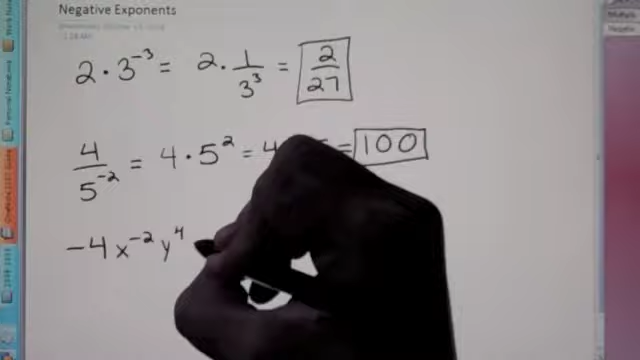 Negative Exponents
2 · 3⁻³ = 2 · 1/3³ = 2/27
4/5⁻² = 4 · 5² = 4 = 100
-4x⁻²y⁴